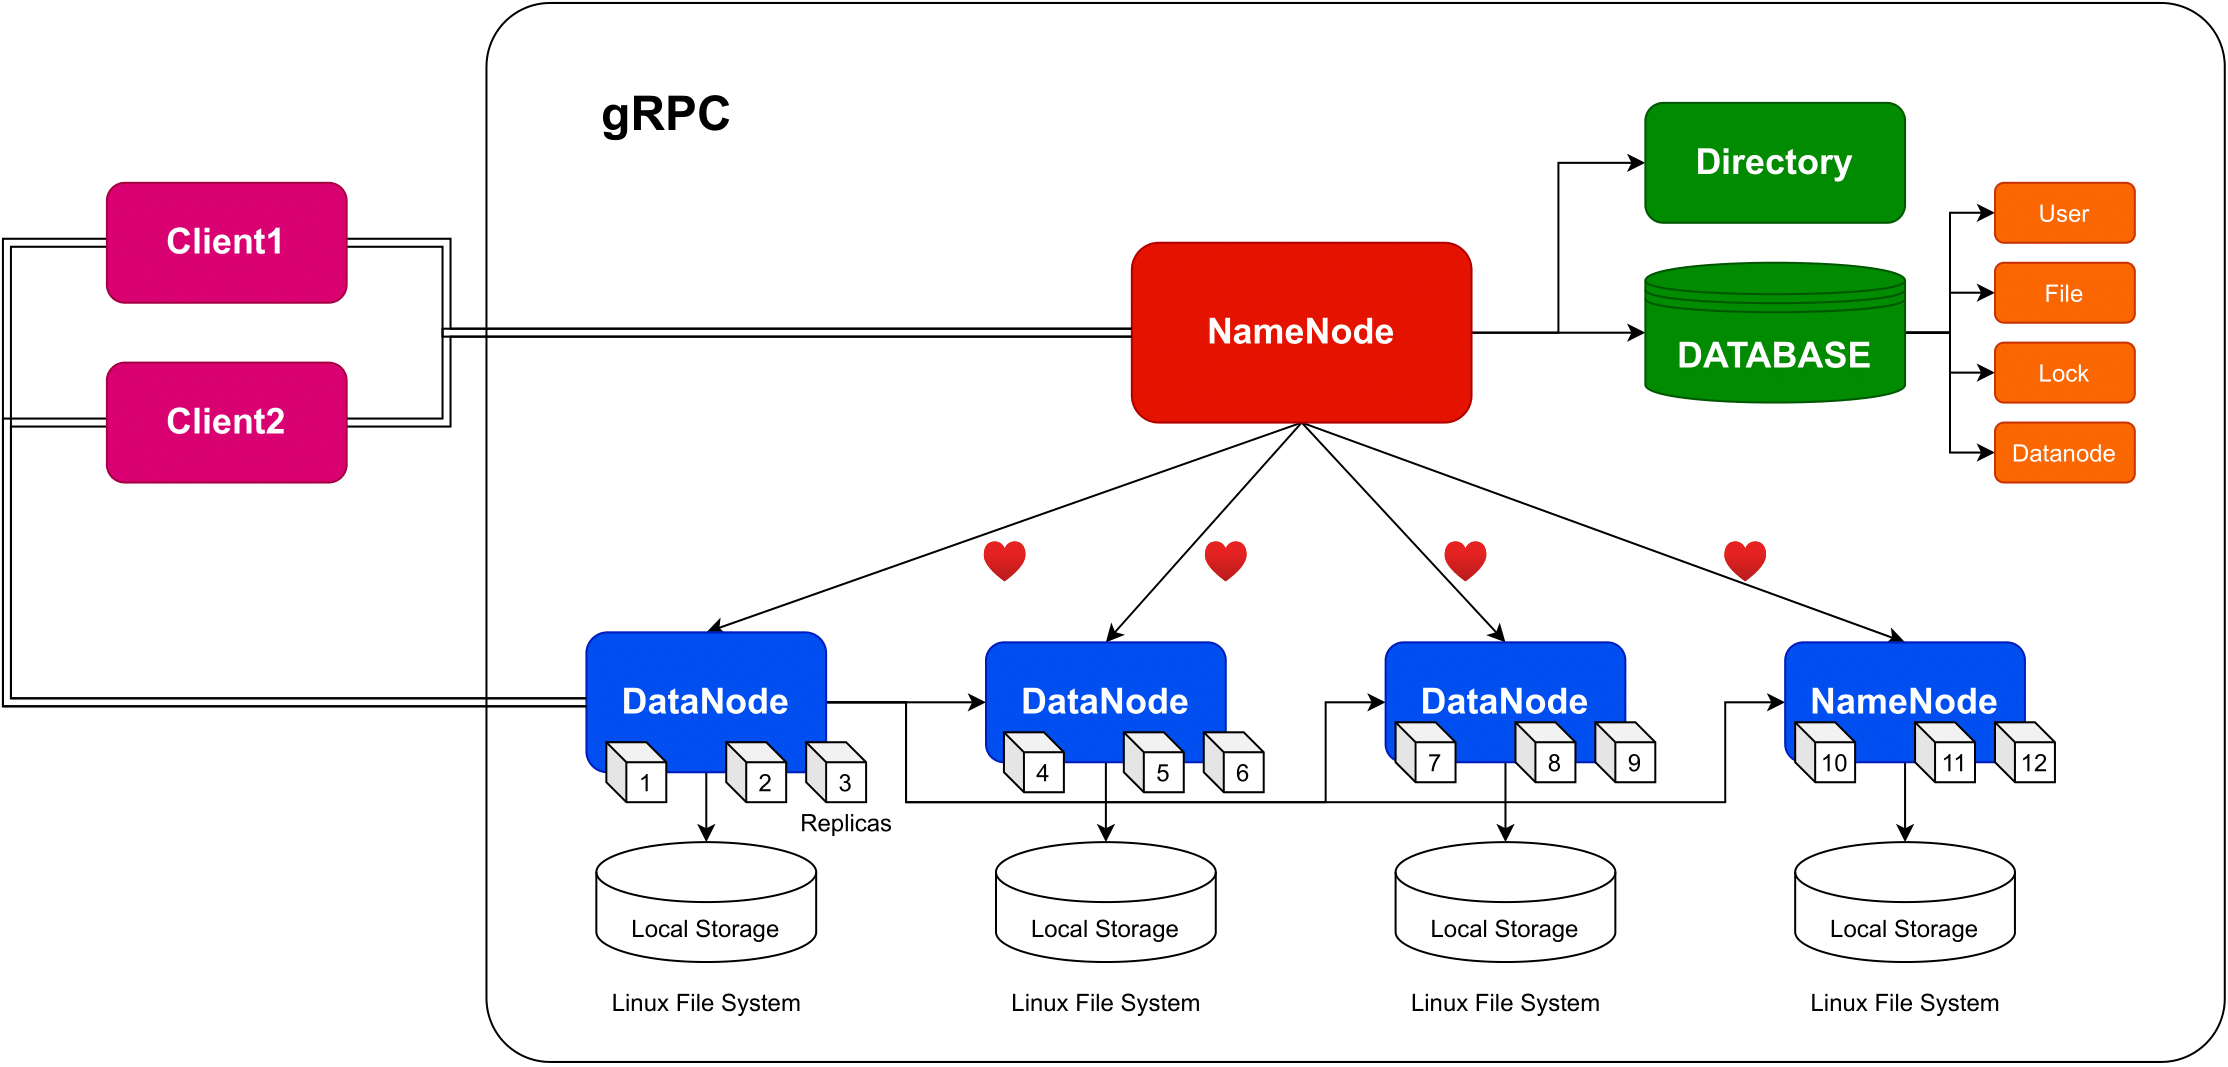 gRPC
Directory
User
Client1
File
NameNode
DATABASE
Lock
Client2
Datanode
DataNode
DataNode
DataNode
NameNode
1
2
3
4
5
6
7
8
9
10
11
12
Replicas
Local Storage
Local Storage
Local Storage
Local Storage
Linux File System
Linux File System
Linux File System
Linux File System